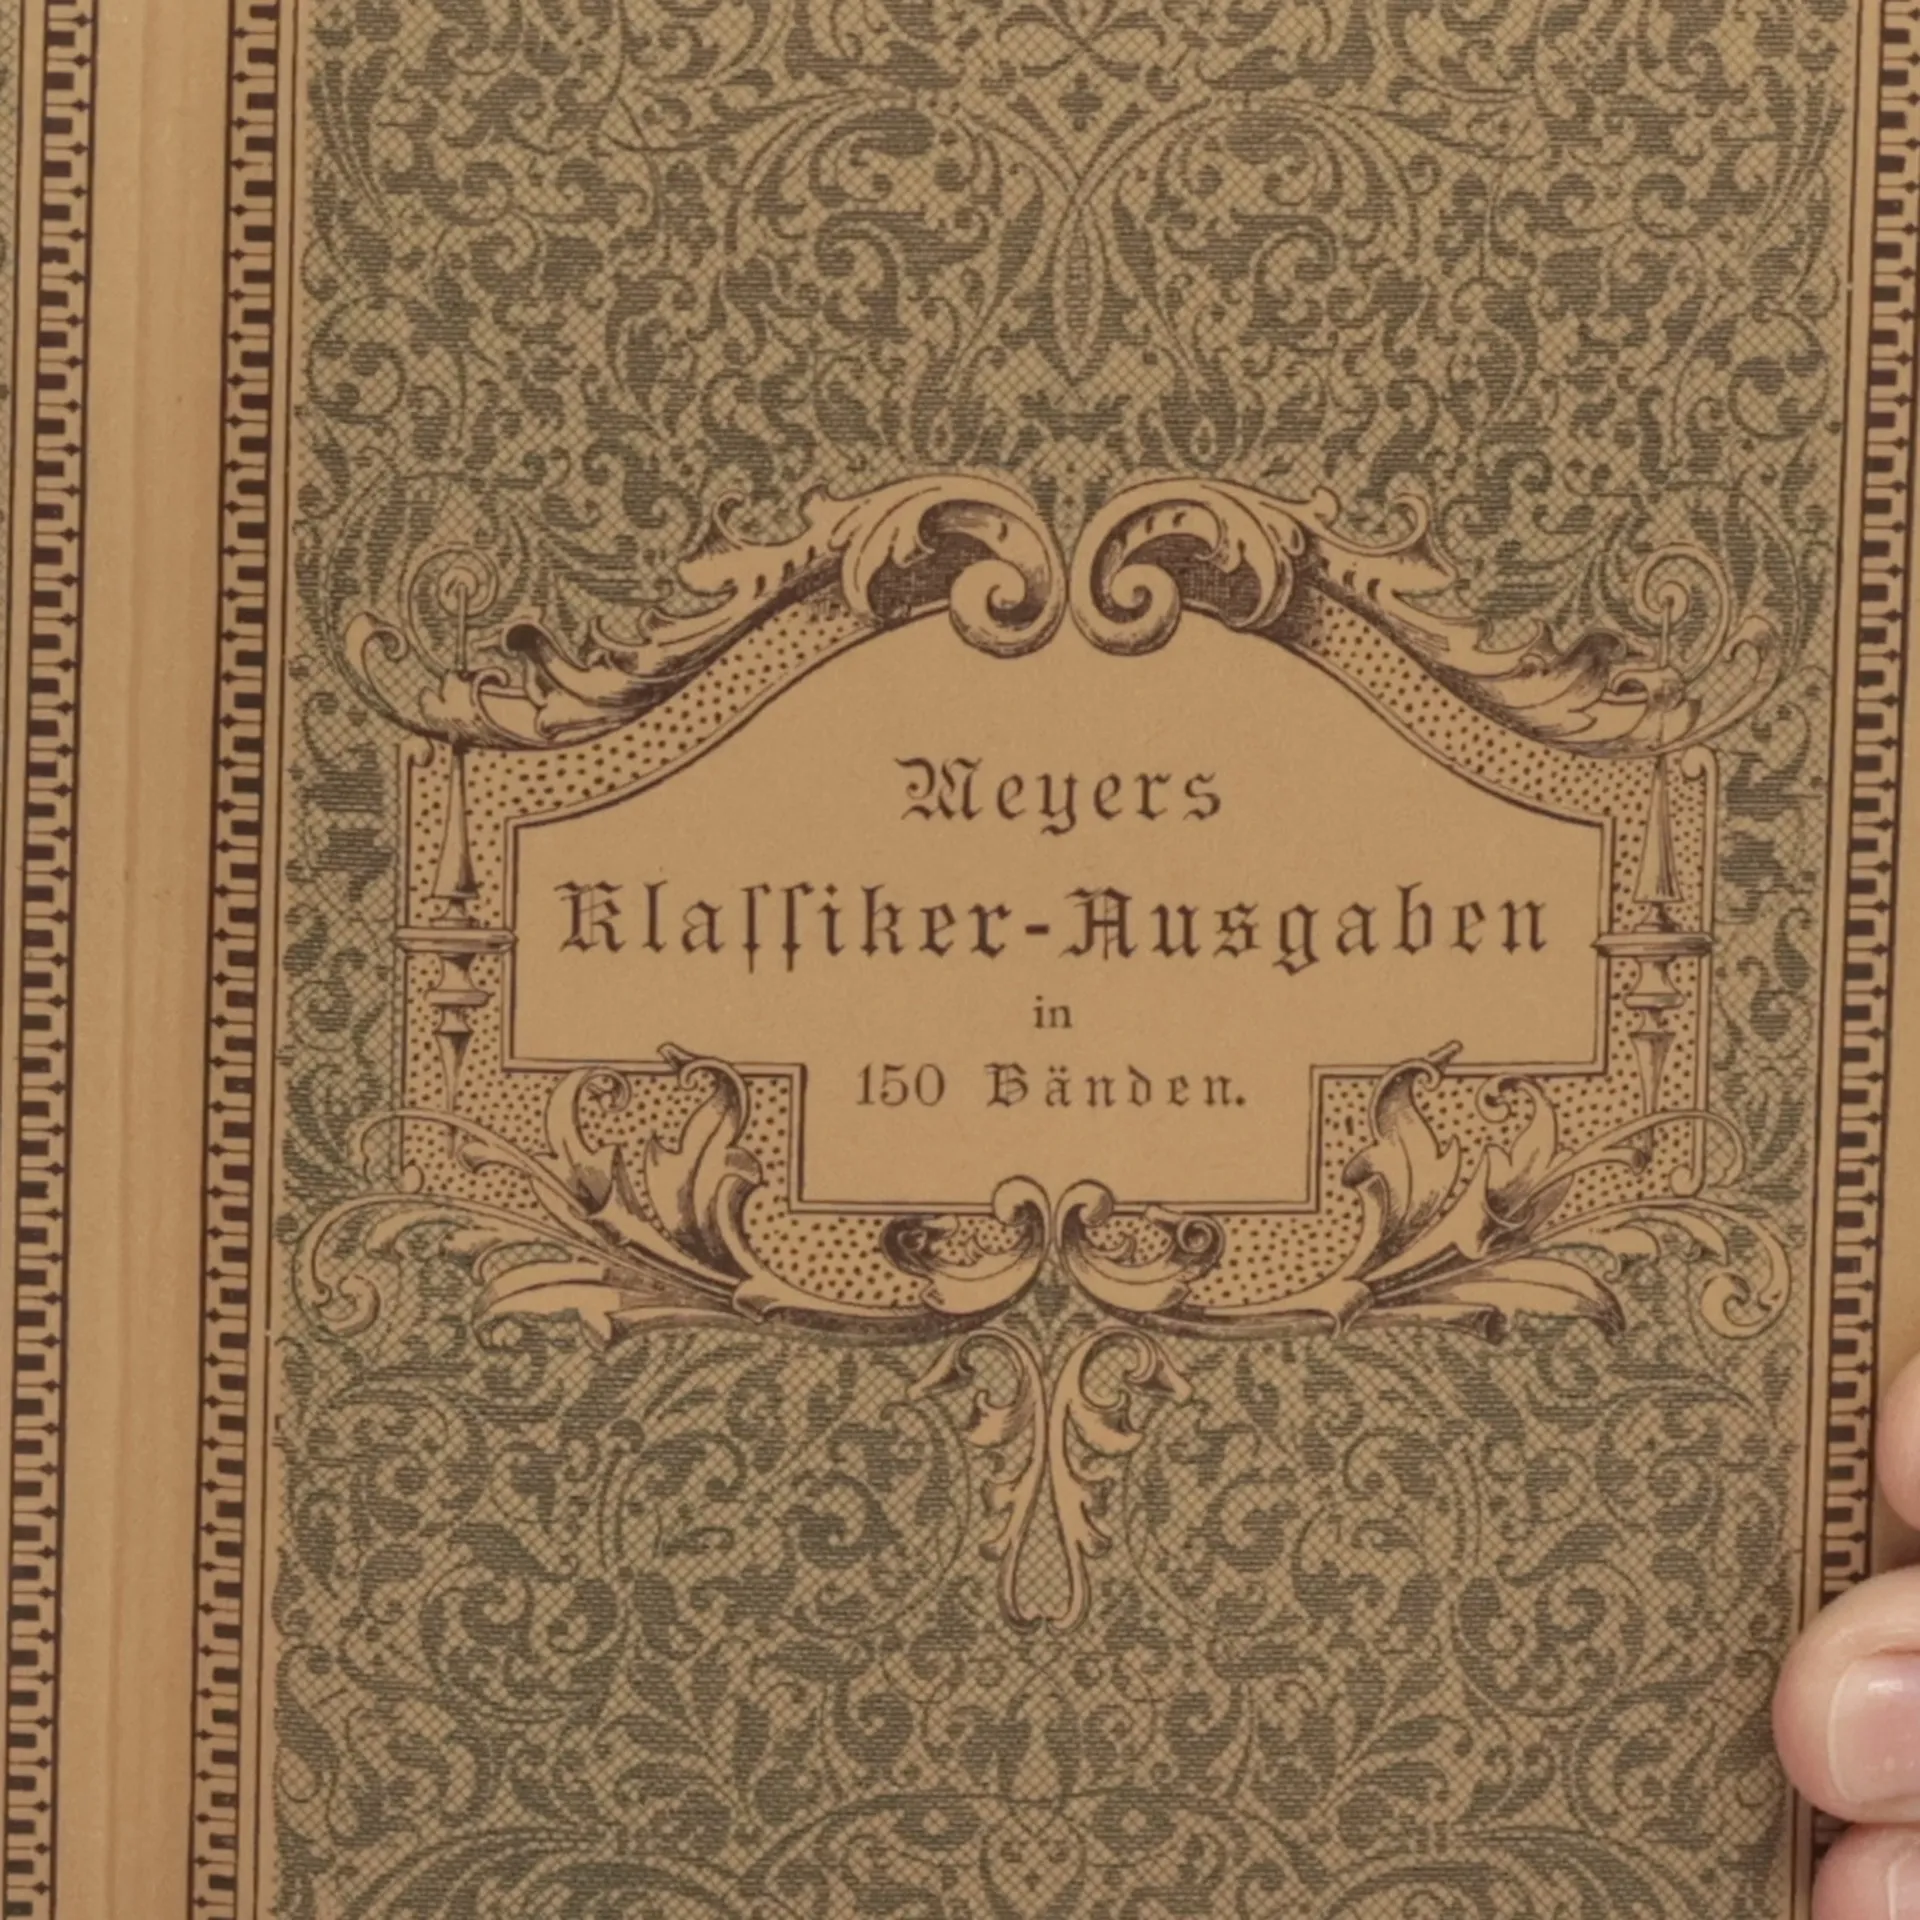 Meyers
Klaſſiker-Ausgaben
in
150 Bänden.